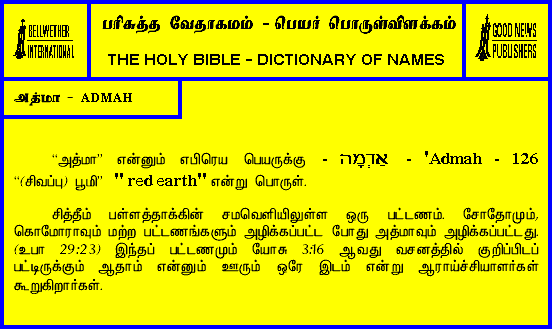 BELLWETHER
INTERNATIONAL
பரிசுத்த வேதாகமம் - பெயர் பொருள்விளக்கம்
THE HOLY BIBLE - DICTIONARY OF NAMES
GOOD NEWS
PUBLISHERS
அத்மா - ADMAH
“அத்மா” என்னும் எபிரெய பெயருக்கு - אַדְמָה - 'Admah - 126
“(சிவப்பு) பூமி” "red earth" என்று பொருள்.
சித்தீம் பள்ளத்தாக்கின் சமவெளியிலுள்ள ஒரு பட்டணம். சோதோமும்,
கொமோராவும் மற்ற பட்டணங்களும் அழிக்கப்பட்ட போது அத்மாவும் அழிக்கப்பட்டது.
(உபா 29:23) இந்தப் பட்டணமும் யோசு 3:16 ஆவது வசனத்தில் குறிப்பிடப்
பட்டிருக்கும் ஆதாம் என்னும் ஊரும் ஒரே இடம் என்று ஆராய்ச்சியாளர்கள்
கூறுகிறார்கள்.